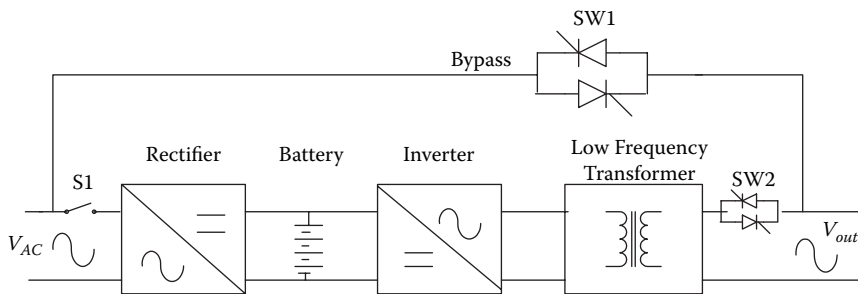 SW1
Bypass
Rectifier
Battery
Inverter
Low Frequency
Transformer
S1
SW2
V_AC
V_out